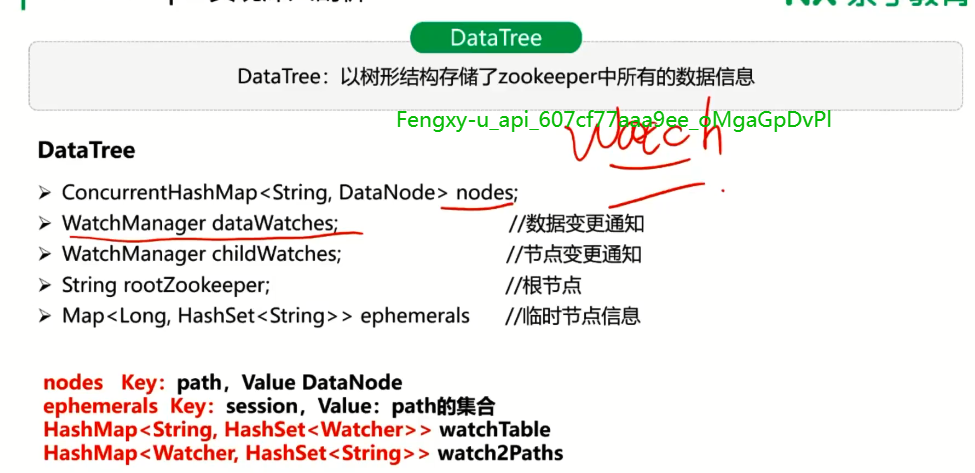 DataTree
DataTree：以树形结构存储了zookeeper中所有的数据信息
Fengxy-u_api_607cf77aaa9ee_oMgaGpDvPl
Watch
DataTree
➢ ConcurrentHashMap<String, DataNode> nodes;
➢ WatchManager dataWatches; //数据变更通知
➢ WatchManager childWatches; //节点变更通知
➢ String rootZookeeper; //根节点
➢ Map<Long, HashSet<String>> ephemerals //临时节点信息
nodes Key：path，Value DataNode
ephemerals Key：session，Value：path的集合
HashMap<String, HashSet<Watcher>> watchTable
HashMap<Watcher, HashSet<String>> watch2Paths